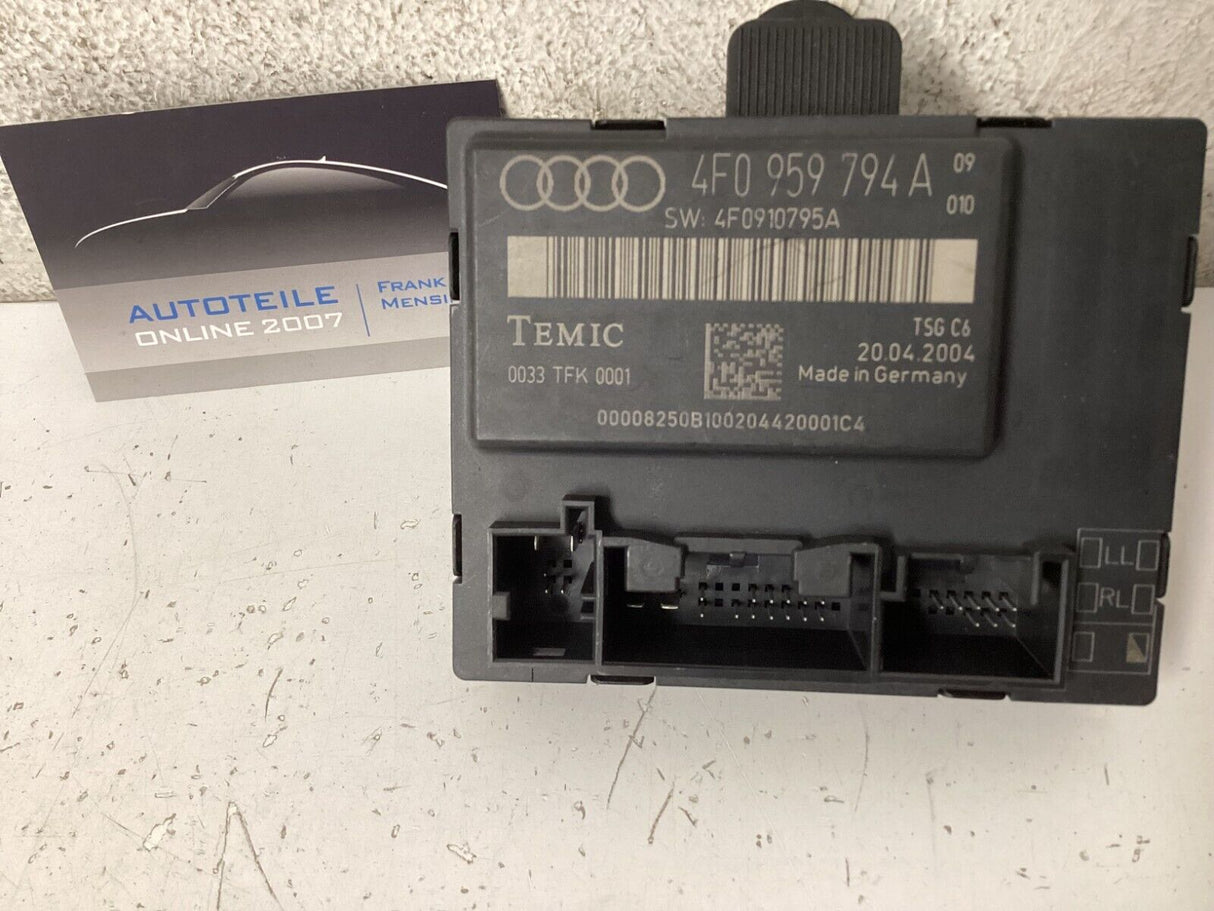 AUTOTEILE
ONLINE 2007
FRANK
4F0 959 794 A 09
010
SW: 4F0910795A
TEMIC
0033 TFK 0001
TSG C6
20.04.2004
Made in Germany
00008250B100204420001C4
LL
RL